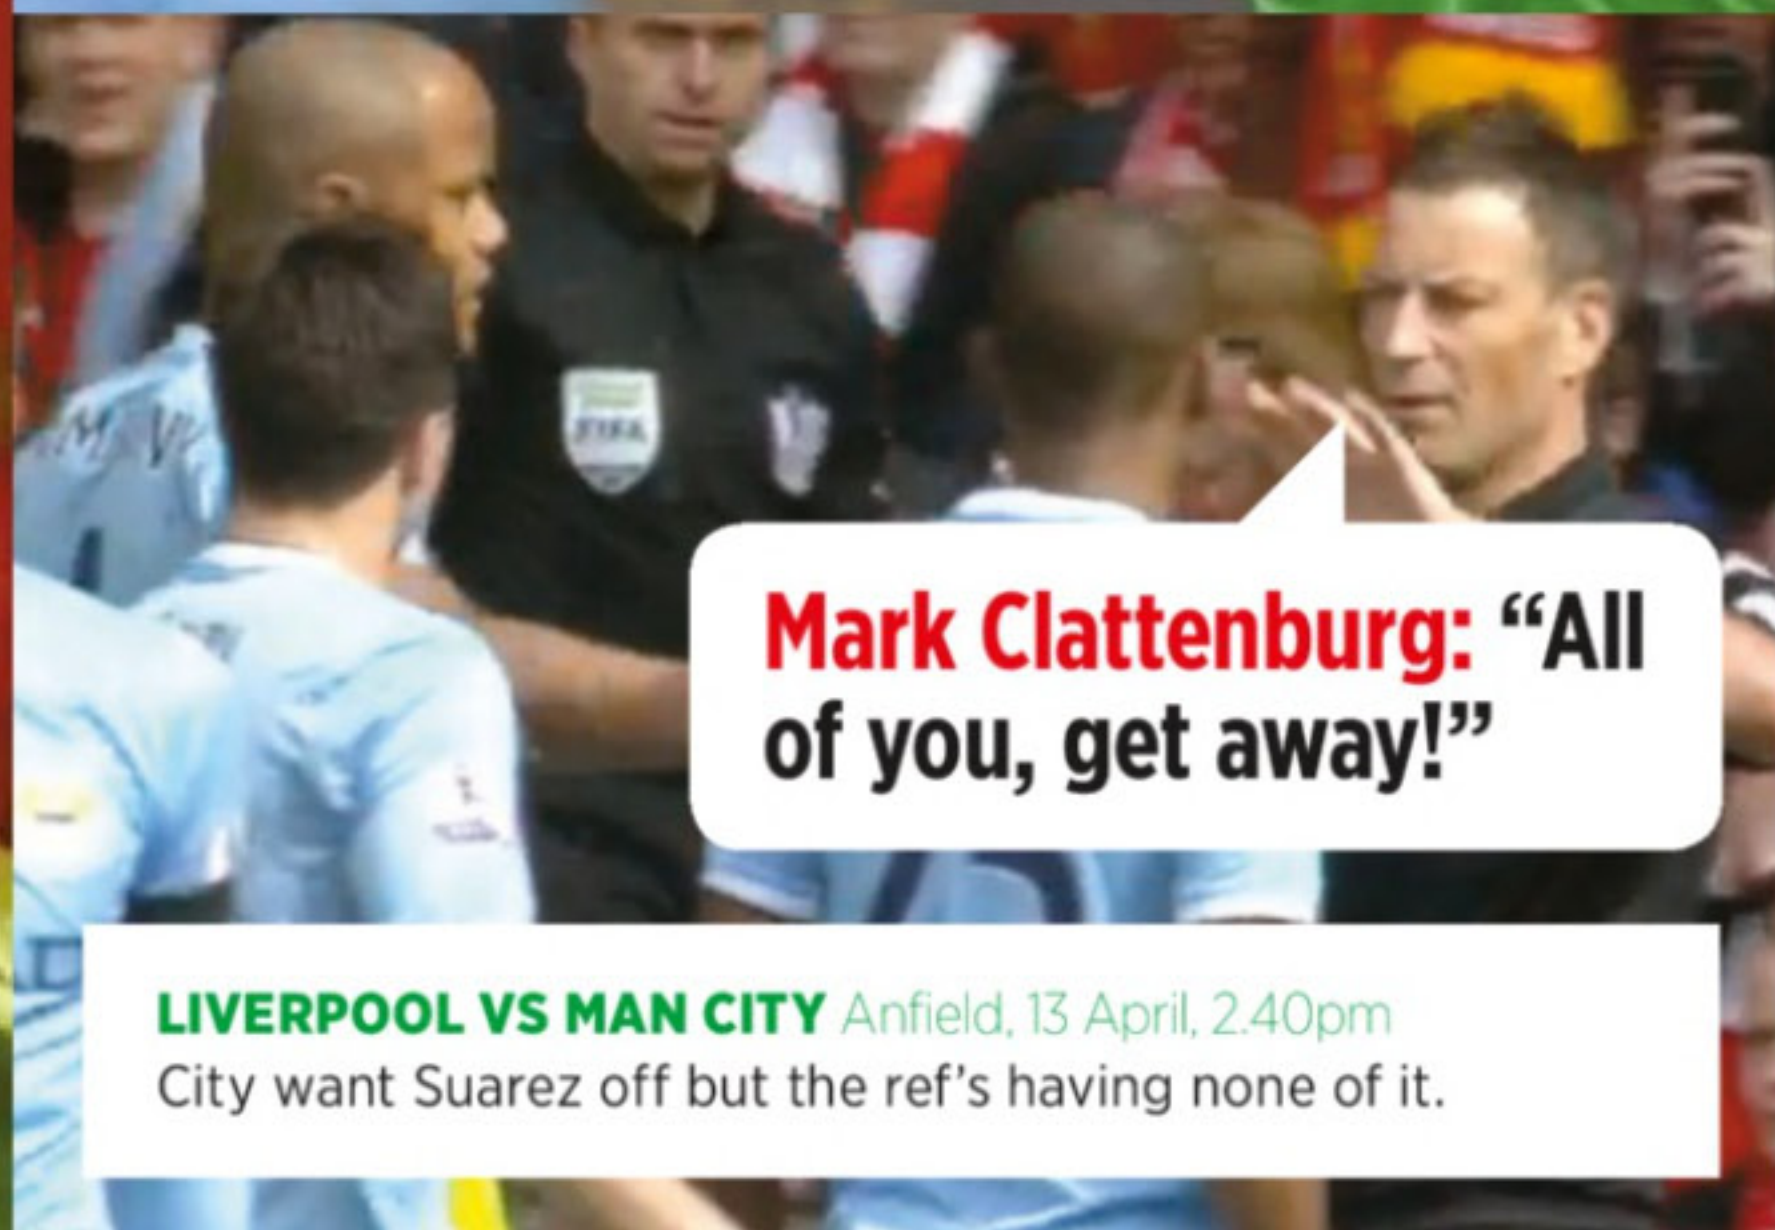 FIFA
Mark Clattenburg: “All
of you, get away!”
LIVERPOOL VS MAN CITY Anfield, 13 April, 2.40pm
City want Suarez off but the ref’s having none of it.